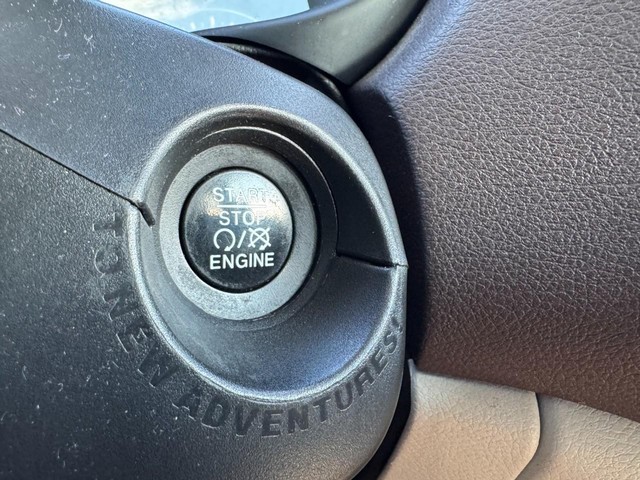 START
STOP
ENGINE
TO NEW ADVENTURES!